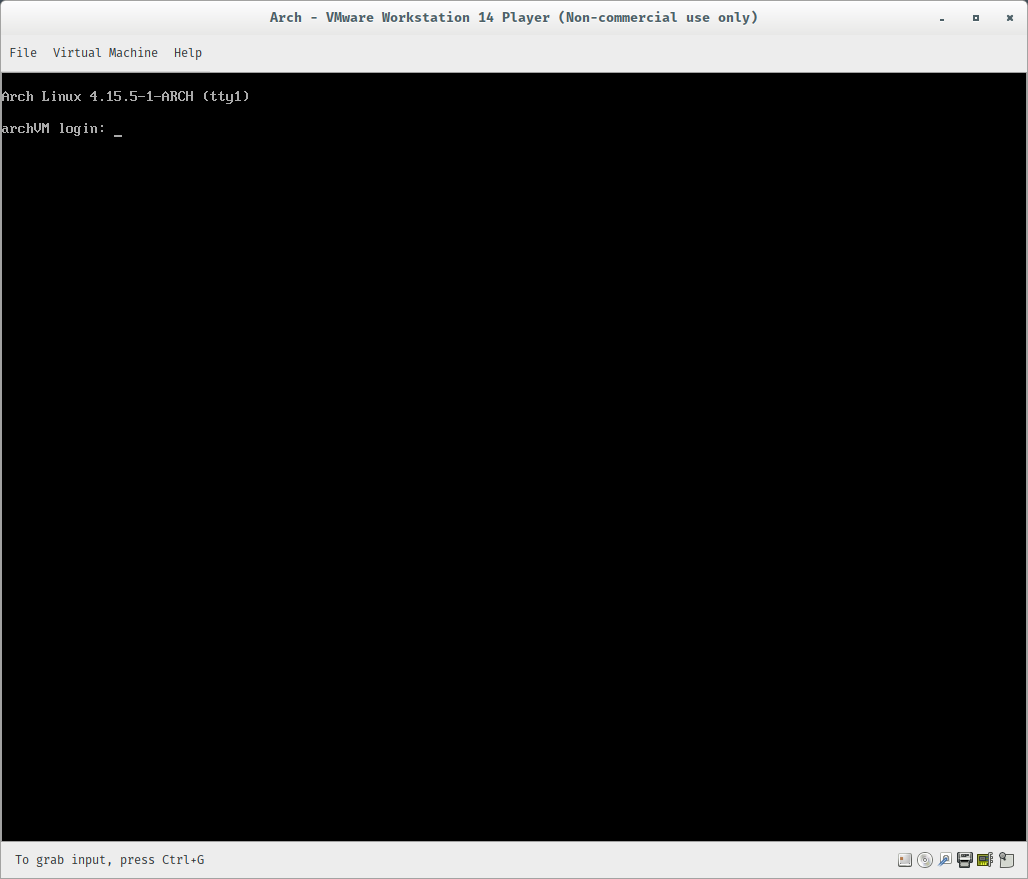 Arch - VMware Workstation 14 Player (Non-commercial use only)
File Virtual Machine Help
Arch Linux 4.15.5-1-ARCH (tty1)
archVM login: _
To grab input, press Ctrl+G